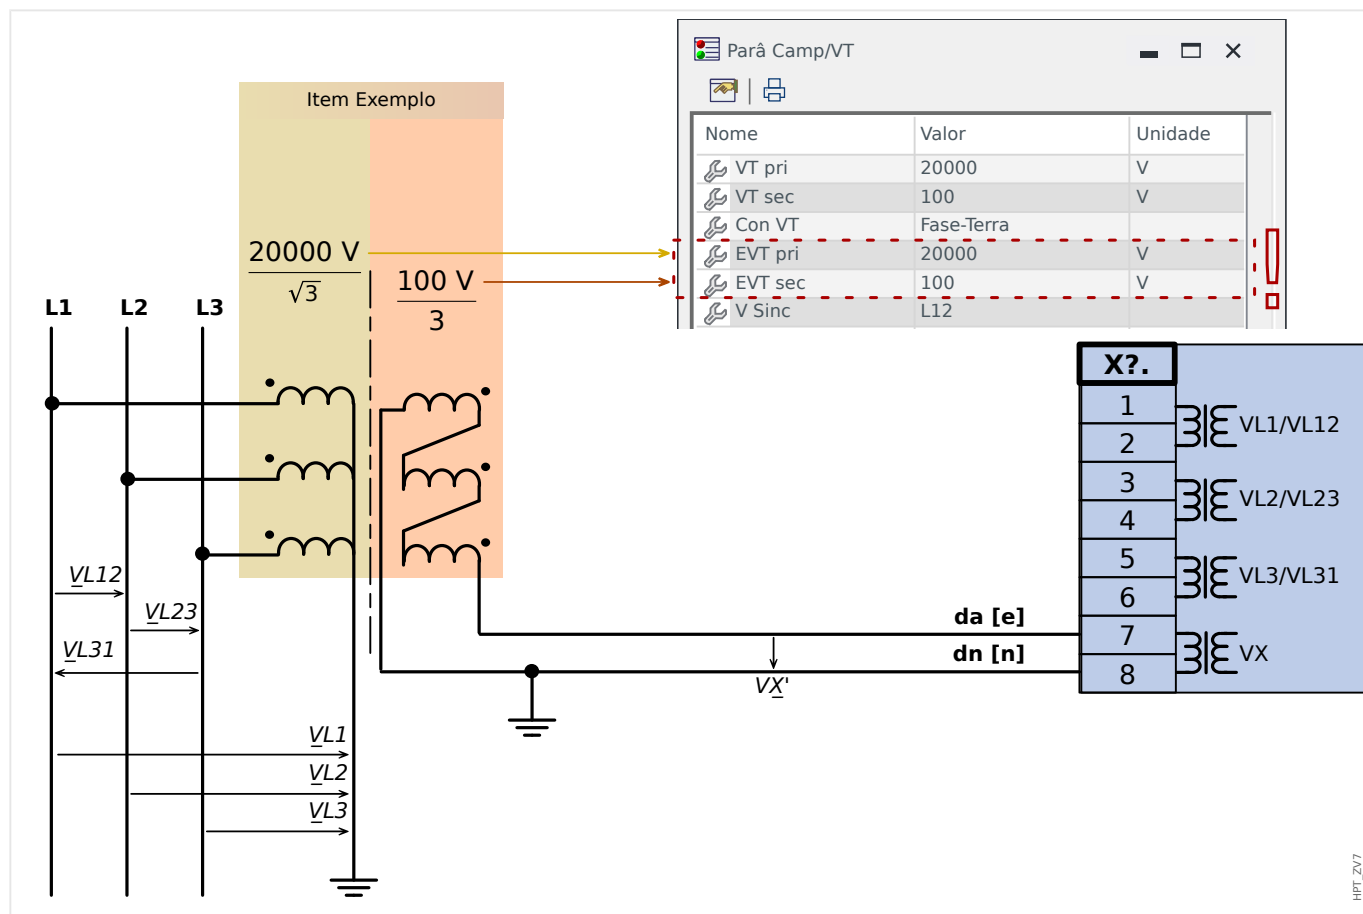 Parâ Camp/VT
Nome Valor Unidade
VT pri 20000 V
VT sec 100 V
Con VT Fase-Terra
EVT pri 20000 V
EVT sec 100 V
V Sinc L12
Item Exemplo
20000 V
√3
100 V
3
L1 L2 L3
X?.
1
2
3
4
5
6
7
8
VL1/VL12
VL2/VL23
VL3/VL31
VX
VL12
VL23
VL31
da [e]
dn [n]
VX'
VL1
VL2
VL3
HPT_ZV7